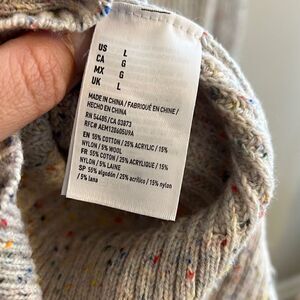 US L
CA G
MX G
UK L
MADE IN CHINA / FABRIQUÉ EN CHINE /
HECHO EN CHINA
RN 54485 / CA 03873
RFC# AEM128605U9A
EN 55% COTTON / 25% ACRYLIC / 15%
NYLON / 5% WOOL
FR 55% COTON / 25% ACRYLIQUE / 15%
NYLON / 5% LAINE
SP 55% algodón / 25% acrílico / 15% nylon
/ 5% lana